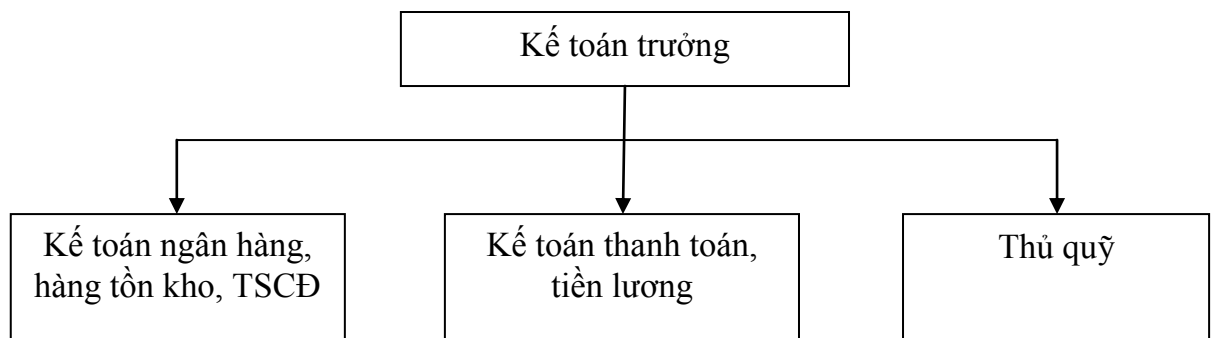 Kế toán trưởng
Kế toán ngân hàng,
hàng tồn kho, TSCĐ
Kế toán thanh toán,
tiền lương
Thủ quỹ